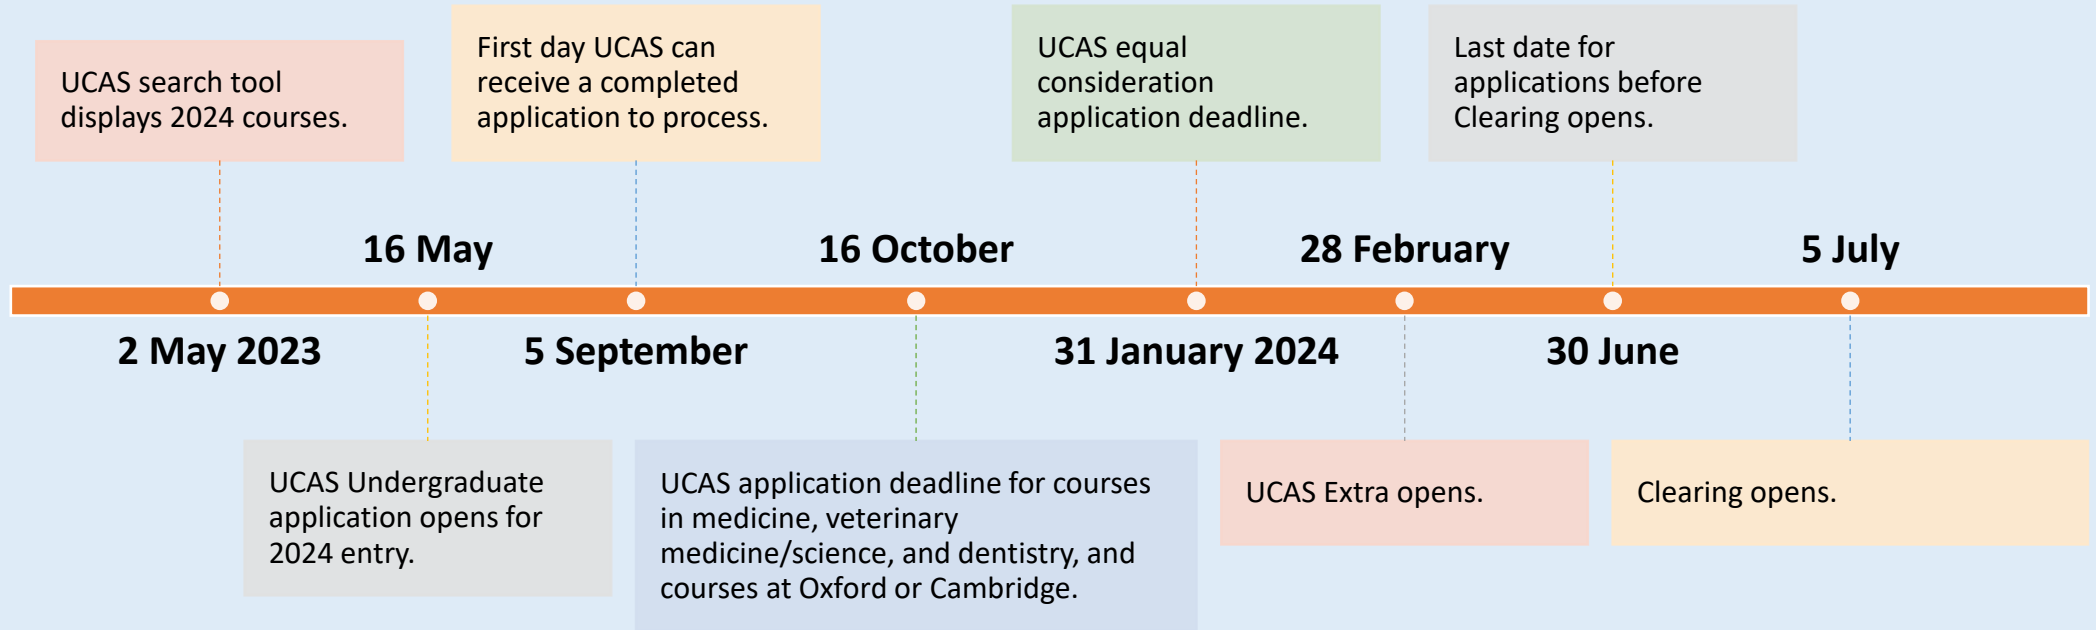 UCAS search tool
displays 2024 courses.
First day UCAS can
receive a completed
application to process.
UCAS equal
consideration
application deadline.
Last date for
applications before
Clearing opens.
16 May
16 October
28 February
5 July
2 May 2023
5 September
31 January 2024
30 June
UCAS Undergraduate
application opens for
2024 entry.
UCAS application deadline for courses
in medicine, veterinary
medicine/science, and dentistry, and
courses at Oxford or Cambridge.
UCAS Extra opens.
Clearing opens.